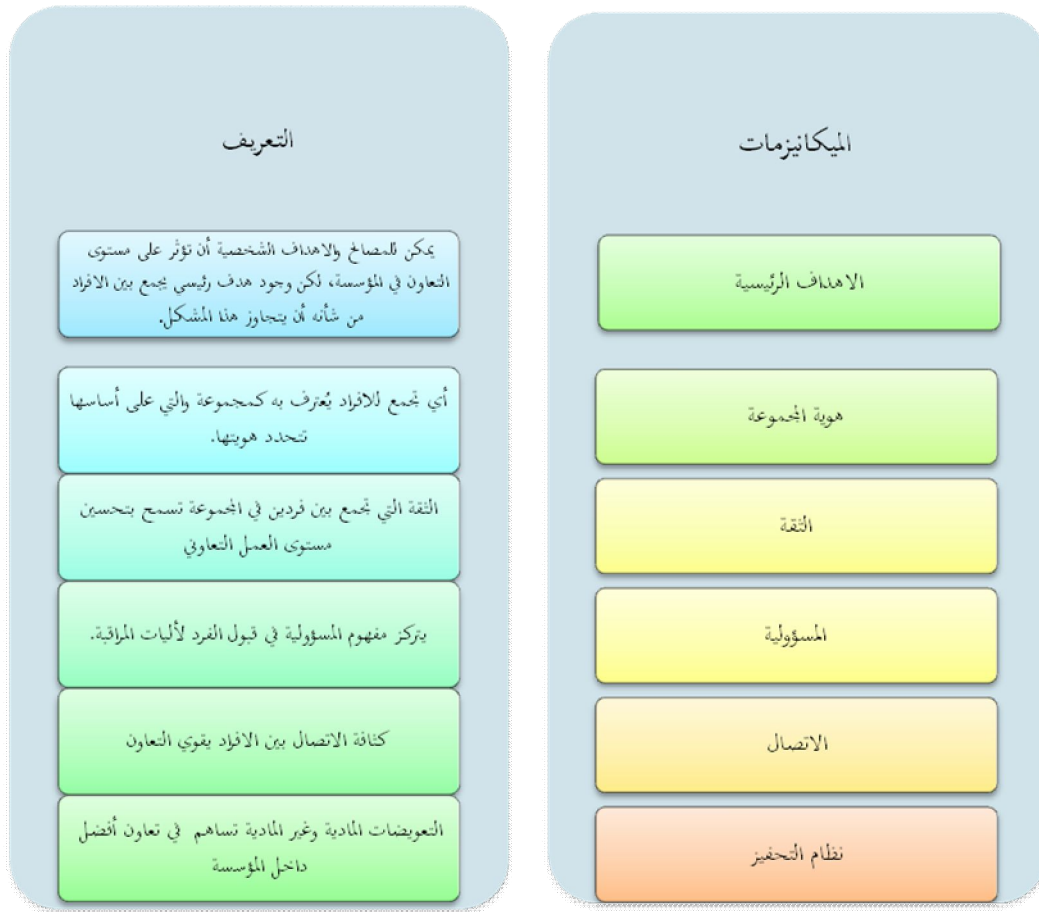 الميكانيزمات
الاهداف الرئيسية
هوية المجموعة
الثقة
المسؤولية
الاتصال
نظام التحفيز
التعريف
يمكن للمصالح والاهداف الشخصية أن تؤثر على مستوى
التعاون في المؤسسة، لكن وجود هدف رئيسي يجمع بين الافراد
من شأنه أن يتجاوز هذا المشكل.
أي تجمع للافراد يُعترف به كمجموعة والتي على أساسها
تتحدد هويتها.
الثقة التي تجمع بين فردين في المجموعة تسمح بتحسين
مستوى العمل التعاوني
يتركز مفهوم المسؤولية في قبول الفرد لأليات المراقبة.
كثافة الاتصال بين الافراد يقوي التعاون
التعويضات المادية وغير المادية تساهم في تعاون أفضل
داخل المؤسسة